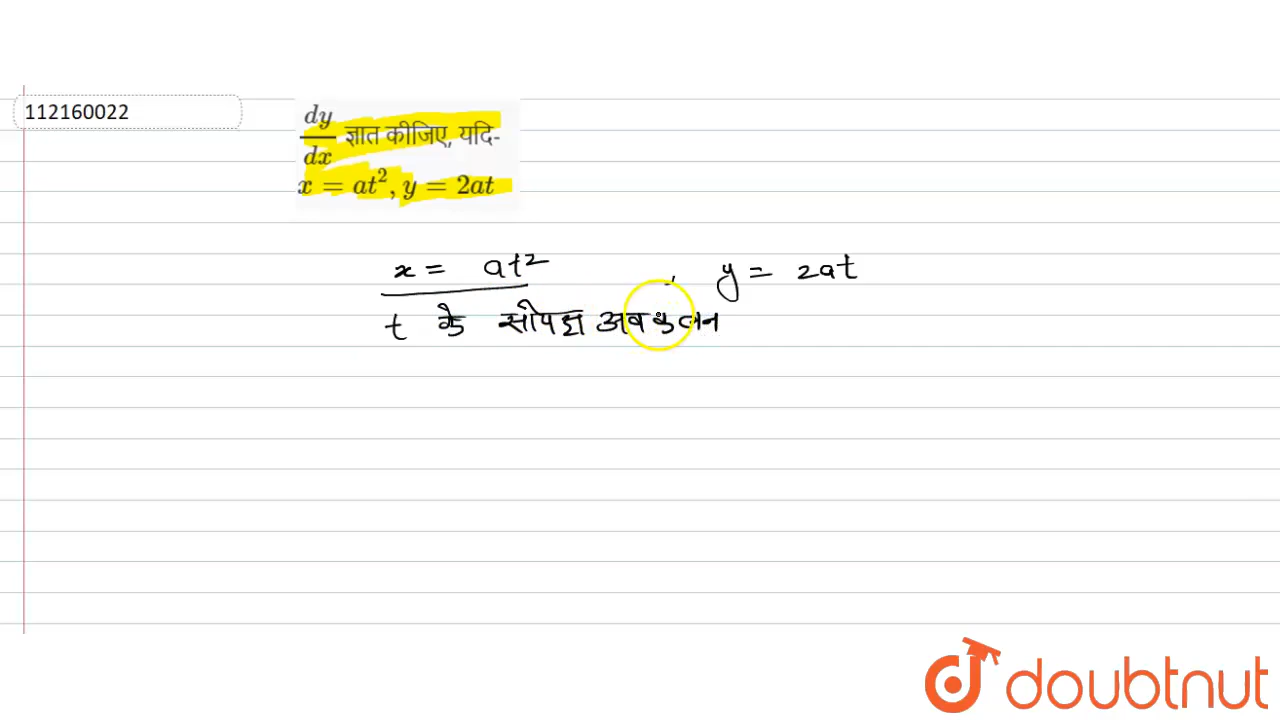 112160022
dy/dx ज्ञात कीजिए, यदि-
x = at², y = 2at
x = at² , y = 2at
t के सापेक्ष अवकलन
doubtnut